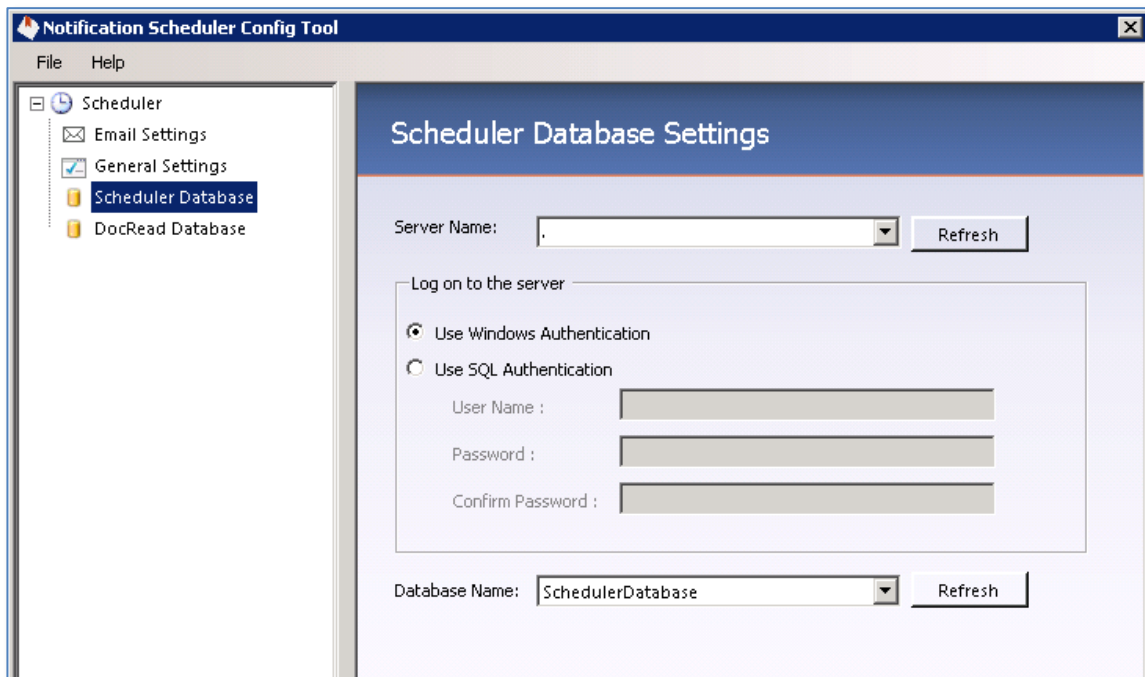 Notification Scheduler Config Tool
File Help
Scheduler
Email Settings
General Settings
Scheduler Database
DocRead Database
Scheduler Database Settings
Server Name: . Refresh
Log on to the server
Use Windows Authentication
Use SQL Authentication
User Name :
Password :
Confirm Password :
Database Name: SchedulerDatabase Refresh